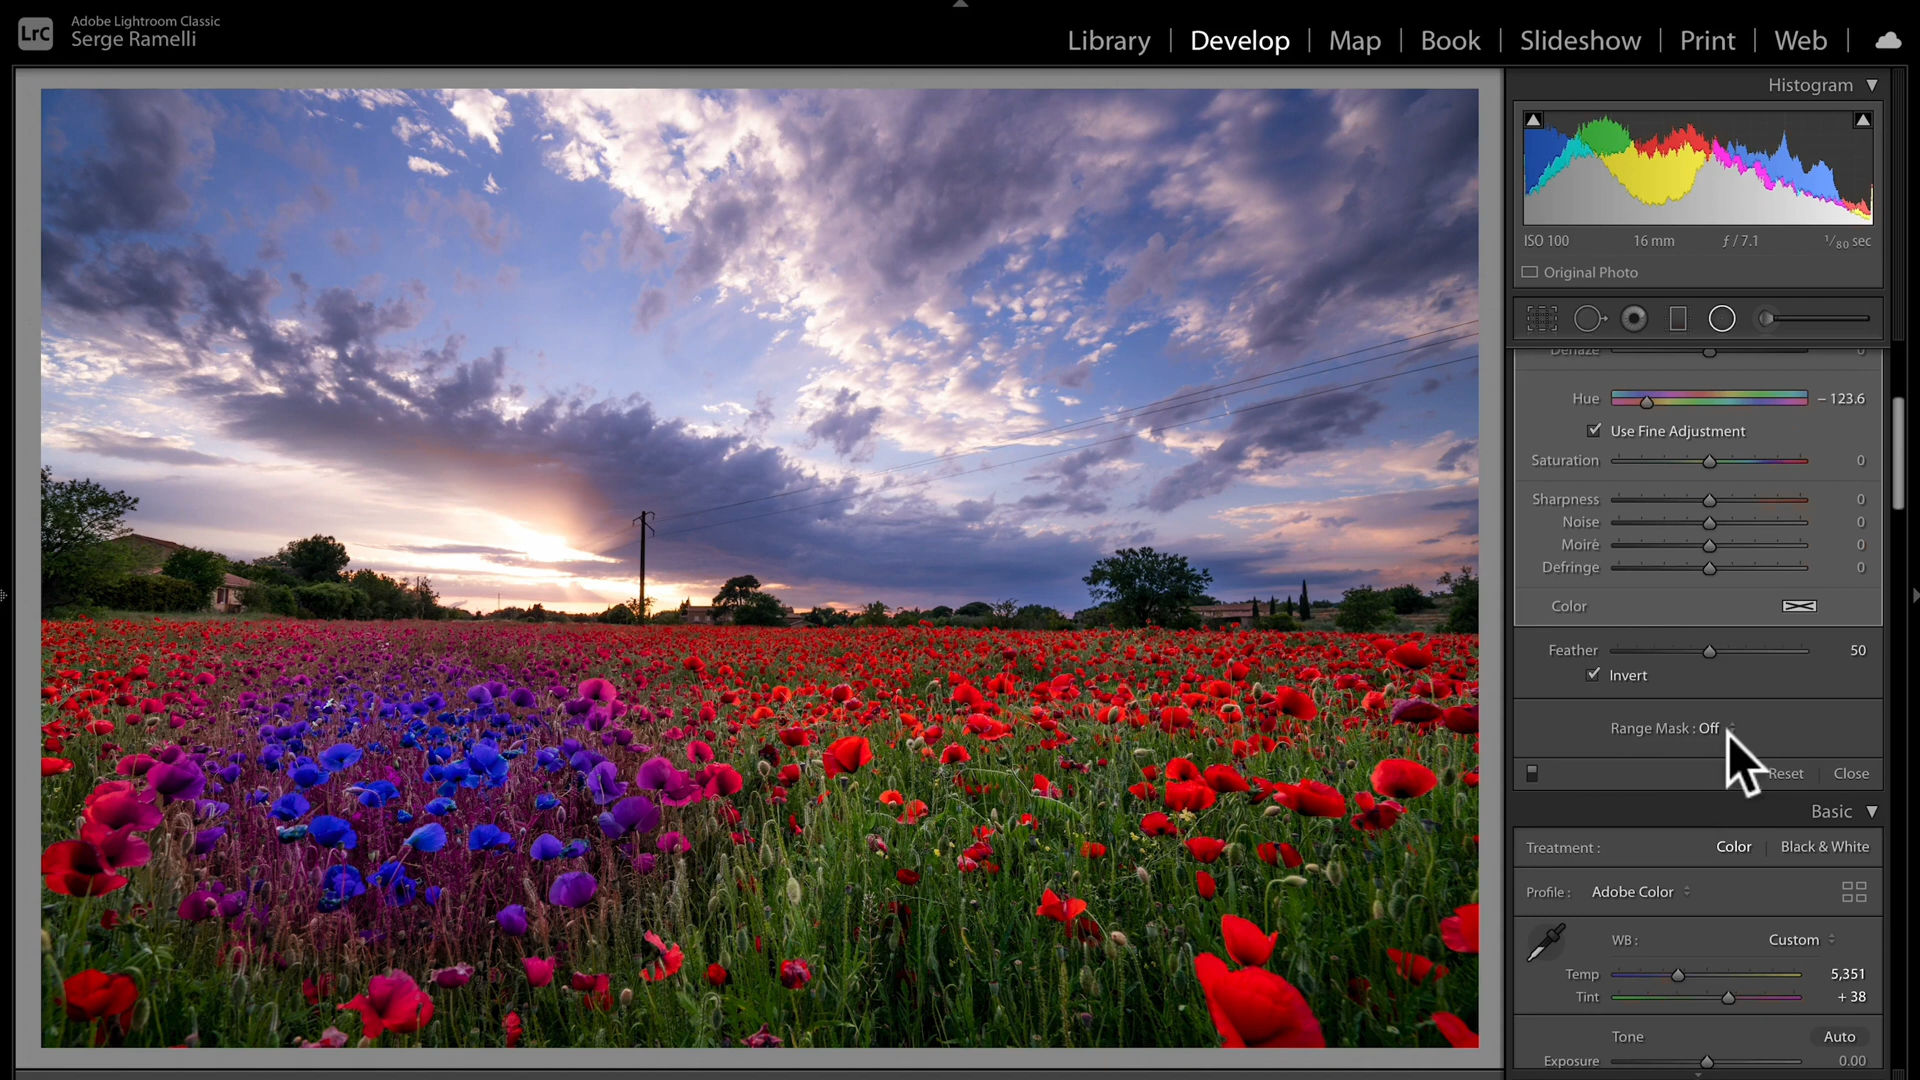 LrC
Adobe Lightroom Classic
Serge Ramelli
Library | Develop | Map | Book | Slideshow | Print | Web |
Histogram
ISO 100 16 mm ƒ / 7.1 1/80 sec
Original Photo
Dehaze 0
Hue − 123.6
Use Fine Adjustment
Saturation 0
Sharpness 0
Noise 0
Moiré 0
Defringe 0
Color
Feather 50
Invert
Range Mask : Off
Reset Close
Basic
Treatment : Color | Black & White
Profile : Adobe Color
WB : Custom
Temp 5,351
Tint + 38
Tone Auto
Exposure 0.00